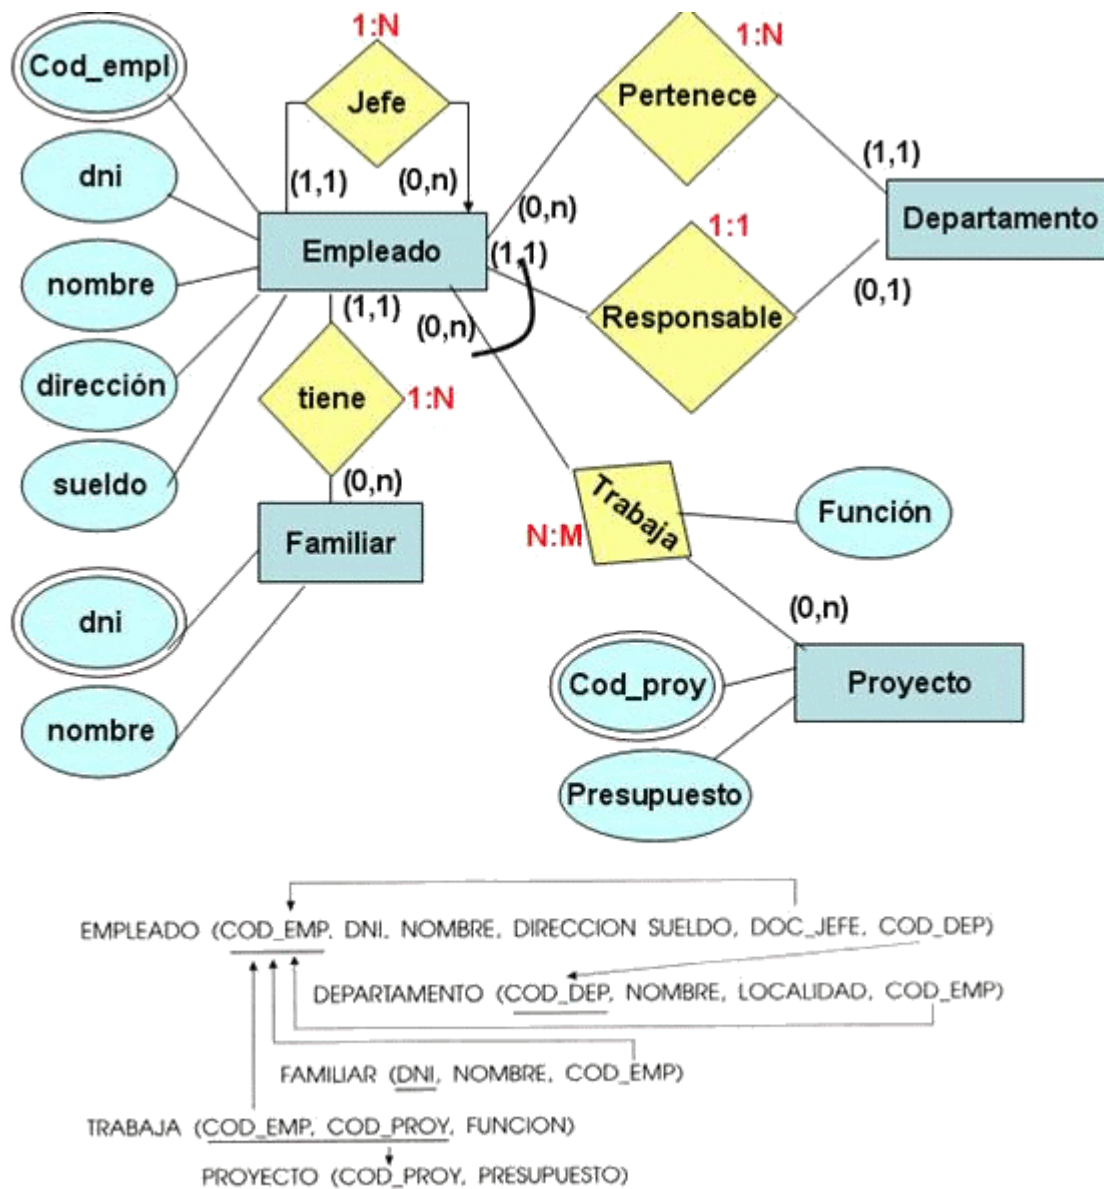 1:N
1:N
Cod_empl
Jefe
Pertenece
dni
(1,1)
(0,n)
(1,1)
(0,n)
Departamento
1:1
nombre
Empleado
(1,1)
(0,1)
(1,1)
(0,n)
Responsable
dirección
tiene
1:N
sueldo
(0,n)
Trabaja
Función
Familiar
N:M
(0,n)
dni
Cod_proy
Proyecto
nombre
Presupuesto
EMPLEADO (COD_EMP, DNI, NOMBRE, DIRECCION SUELDO, DOC_JEFE, COD_DEP)
DEPARTAMENTO (COD_DEP, NOMBRE, LOCALIDAD, COD_EMP)
FAMILIAR (DNI, NOMBRE, COD_EMP)
TRABAJA (COD_EMP, COD_PROY, FUNCION)
PROYECTO (COD_PROY, PRESUPUESTO)